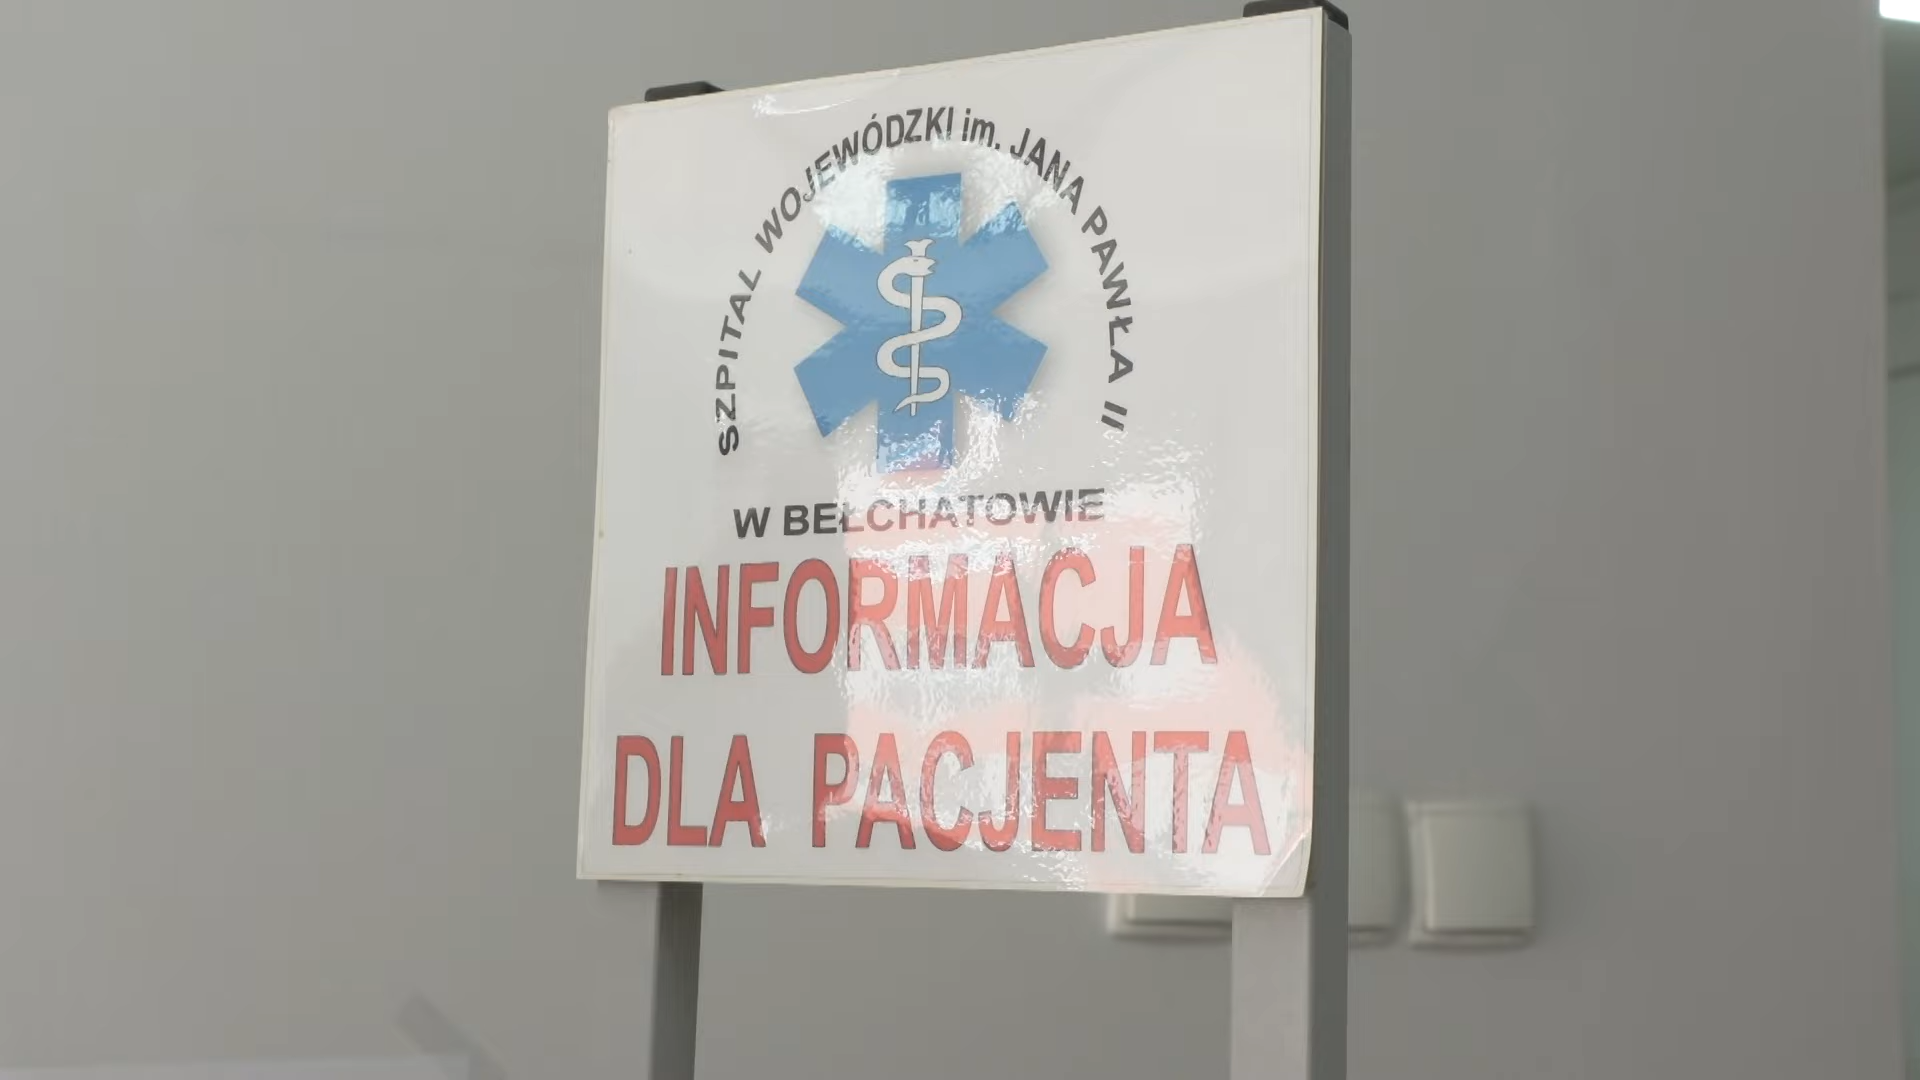 SZPITAL WOJEWÓDZKI im. JANA PAWŁA II
W BEŁCHATOWIE
INFORMACJA
DLA PACJENTA